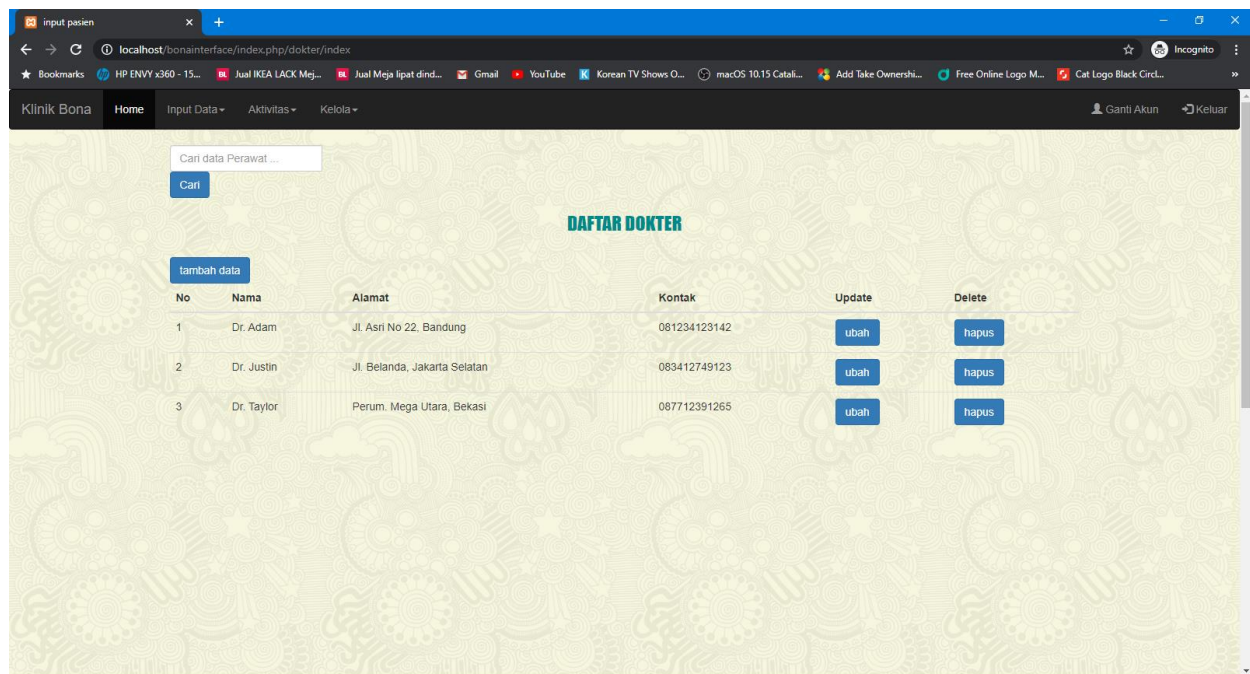 input pasien
localhost/bonainterface/index.php/dokter/index
Incognito
Bookmarks HP ENVY x360 - 15... BL Jual IKEA LACK Mej... BL Jual Meja lipat dind... Gmail YouTube K Korean TV Shows O... macOS 10.15 Catali... Add Take Ownershi... Free Online Logo M... Cat Logo Black Circl... »
Klinik Bona Home Input Data Aktivitas Kelola Ganti Akun Keluar
Cari data Perawat ...
Cari
DAFTAR DOKTER
tambah data
No Nama Alamat Kontak Update Delete
1 Dr. Adam Jl. Asri No 22, Bandung 081234123142 ubah hapus
2 Dr. Justin Jl. Belanda, Jakarta Selatan 083412749123 ubah hapus
3 Dr. Taylor Perum. Mega Utara, Bekasi 087712391265 ubah hapus